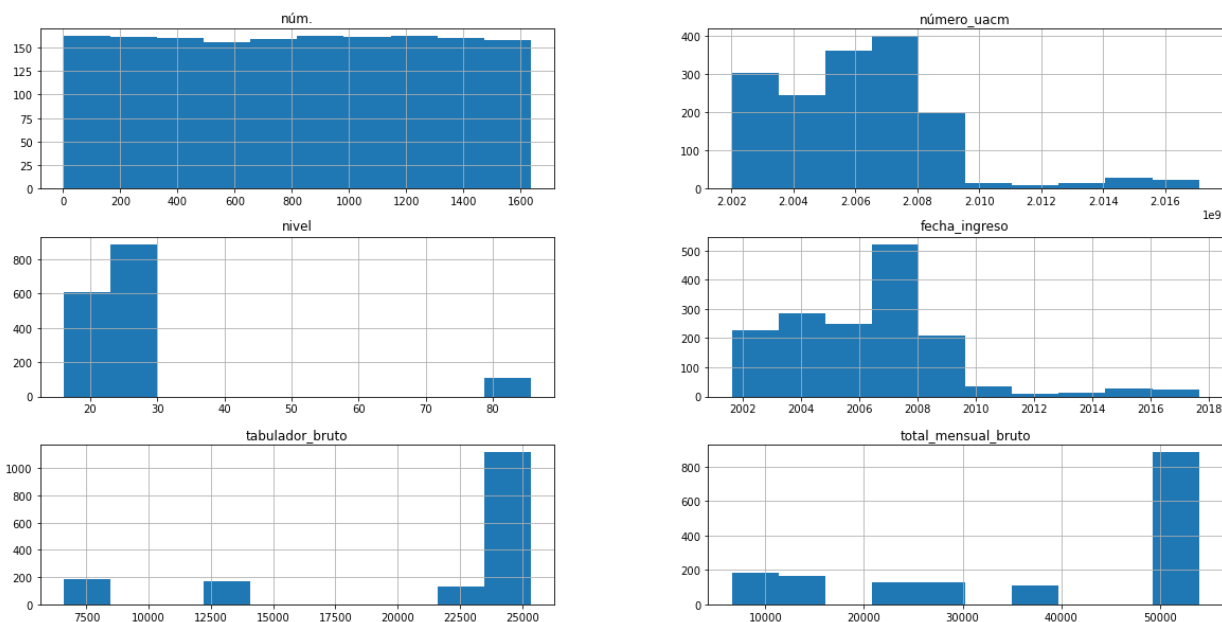 núm.
150
125
100
75
50
25
0
0 200 400 600 800 1000 1200 1400 1600
número_uacm
400
300
200
100
0
2.002 2.004 2.006 2.008 2.010 2.012 2.014 2.016
1e9
nivel
800
600
400
200
0
20 30 40 50 60 70 80
fecha_ingreso
500
400
300
200
100
0
2002 2004 2006 2008 2010 2012 2014 2016 2018
tabulador_bruto
1000
800
600
400
200
0
7500 10000 12500 15000 17500 20000 22500 25000
total_mensual_bruto
800
600
400
200
0
10000 20000 30000 40000 50000